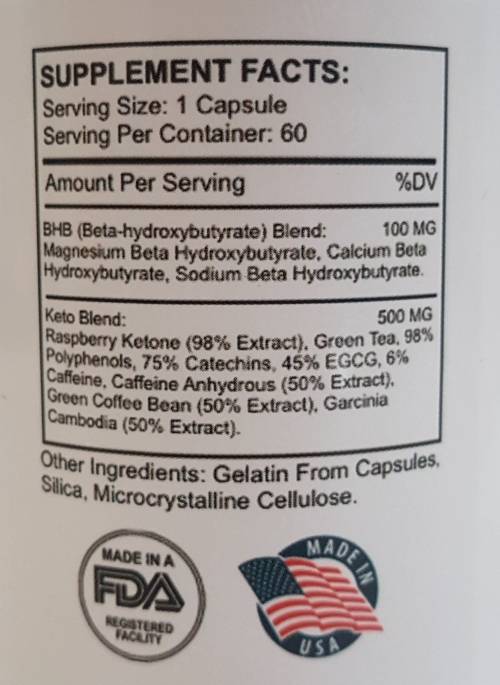 SUPPLEMENT FACTS:
Serving Size: 1 Capsule
Serving Per Container: 60
Amount Per Serving %DV
BHB (Beta-hydroxybutyrate) Blend: 100 MG
Magnesium Beta Hydroxybutyrate, Calcium Beta
Hydroxybutyrate, Sodium Beta Hydroxybutyrate.
Keto Blend: 500 MG
Raspberry Ketone (98% Extract), Green Tea, 98%
Polyphenols, 75% Catechins, 45% EGCG, 6%
Caffeine, Caffeine Anhydrous (50% Extract),
Green Coffee Bean (50% Extract), Garcinia
Cambodia (50% Extract).
Other Ingredients: Gelatin From Capsules,
Silica, Microcrystalline Cellulose.
MADE IN A
FDA
REGISTERED
FACILITY
MADE IN
USA